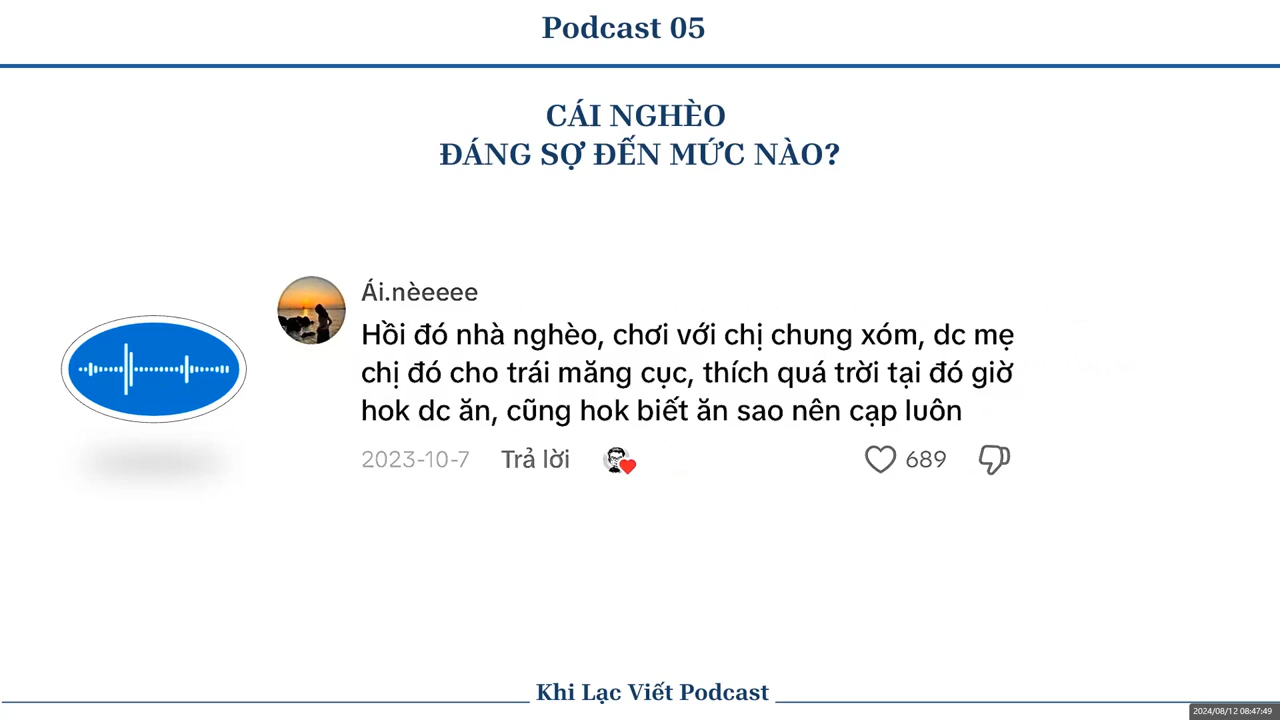 Podcast 05
CÁI NGHÈO
ĐÁNG SỢ ĐẾN MỨC NÀO?
Ái.nèeeee
Hồi đó nhà nghèo, chơi với chị chung xóm, dc mẹ
chị đó cho trái măng cục, thích quá trời tại đó giờ
hok dc ăn, cũng hok biết ăn sao nên cạp luôn
2023-10-7 Trả lời 689
Khi Lạc Viết Podcast
2024/08/12 08:47:49